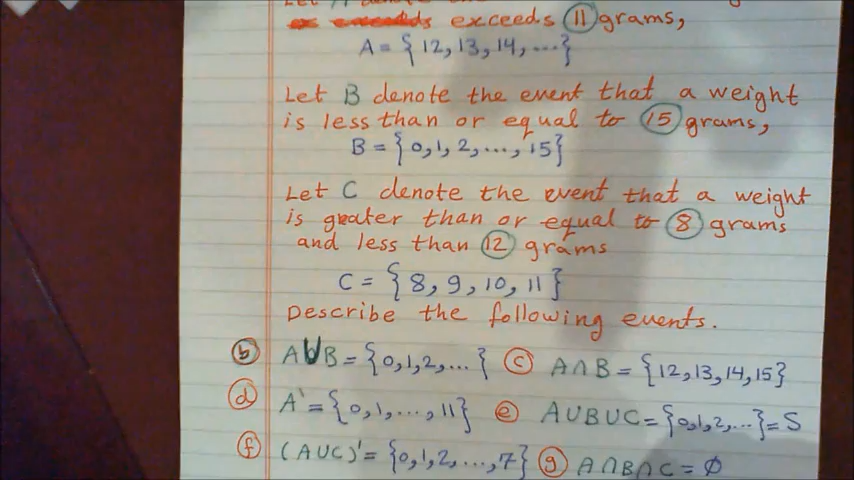 exceeds 11 grams,
A = { 12, 13, 14, ... }
Let B denote the event that a weight
is less than or equal to 15 grams,
B = { 0, 1, 2, ..., 15 }
Let C denote the event that a weight
is greater than or equal to 8 grams
and less than 12 grams
C = { 8, 9, 10, 11 }
Describe the following events.
b A∪B = {0,1,2,... } c A∩B = {12,13,14,15}
d A' = {0,1,...,11} e A∪B∪C = {0,1,2,...} = S
f (A∪C)' = {0,1,2,...,7} g A∩B∩C = ∅